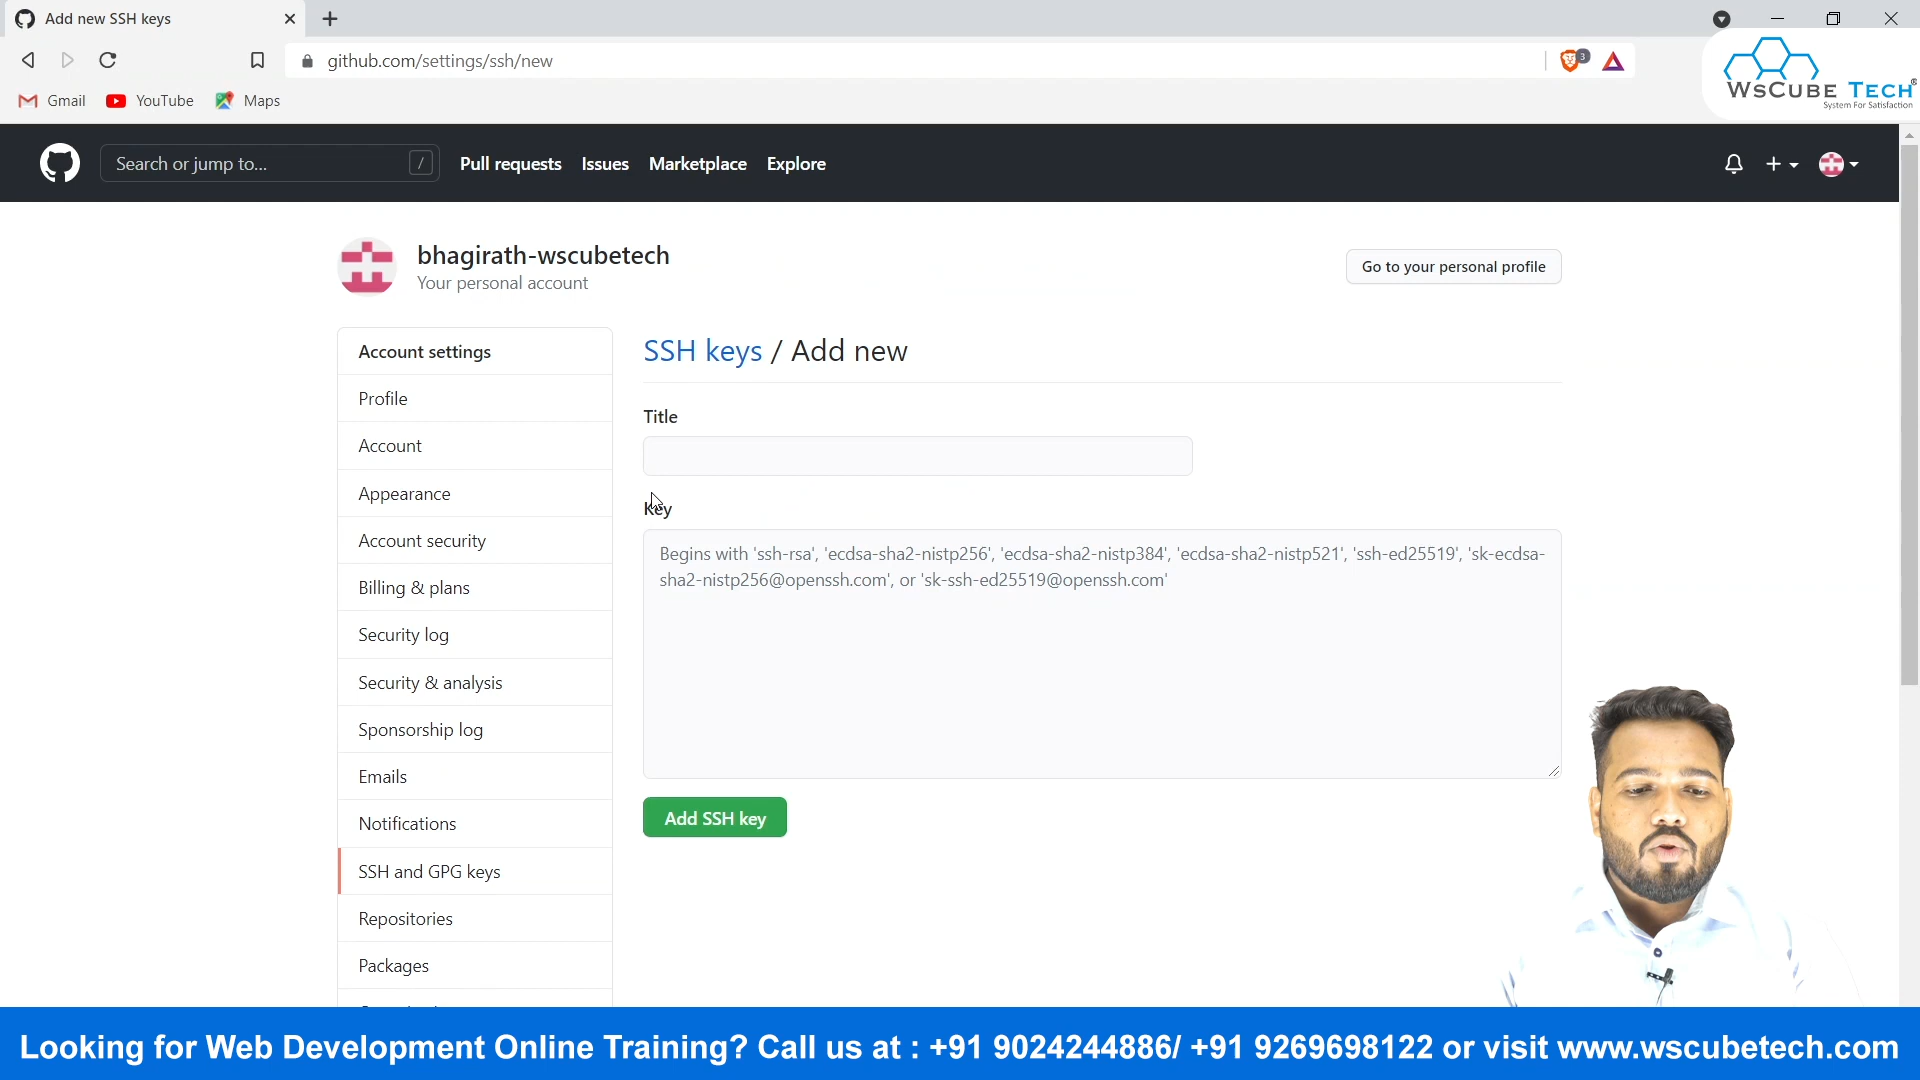 Add new SSH keys
github.com/settings/ssh/new
3
Gmail
YouTube
Maps
WsCUBE TECH®
System For Satisfaction
Search or jump to...
/
Pull requests
Issues
Marketplace
Explore
bhagirath-wscubetech
Your personal account
Go to your personal profile
Account settings
Profile
Account
Appearance
Account security
Billing & plans
Security log
Security & analysis
Sponsorship log
Emails
Notifications
SSH and GPG keys
Repositories
Packages
SSH keys / Add new
Title
Key
Begins with 'ssh-rsa', 'ecdsa-sha2-nistp256', 'ecdsa-sha2-nistp384', 'ecdsa-sha2-nistp521', 'ssh-ed25519', 'sk-ecdsa-
sha2-nistp256@openssh.com', or 'sk-ssh-ed25519@openssh.com'
Add SSH key
Looking for Web Development Online Training? Call us at : +91 9024244886/ +91 9269698122 or visit www.wscubetech.com